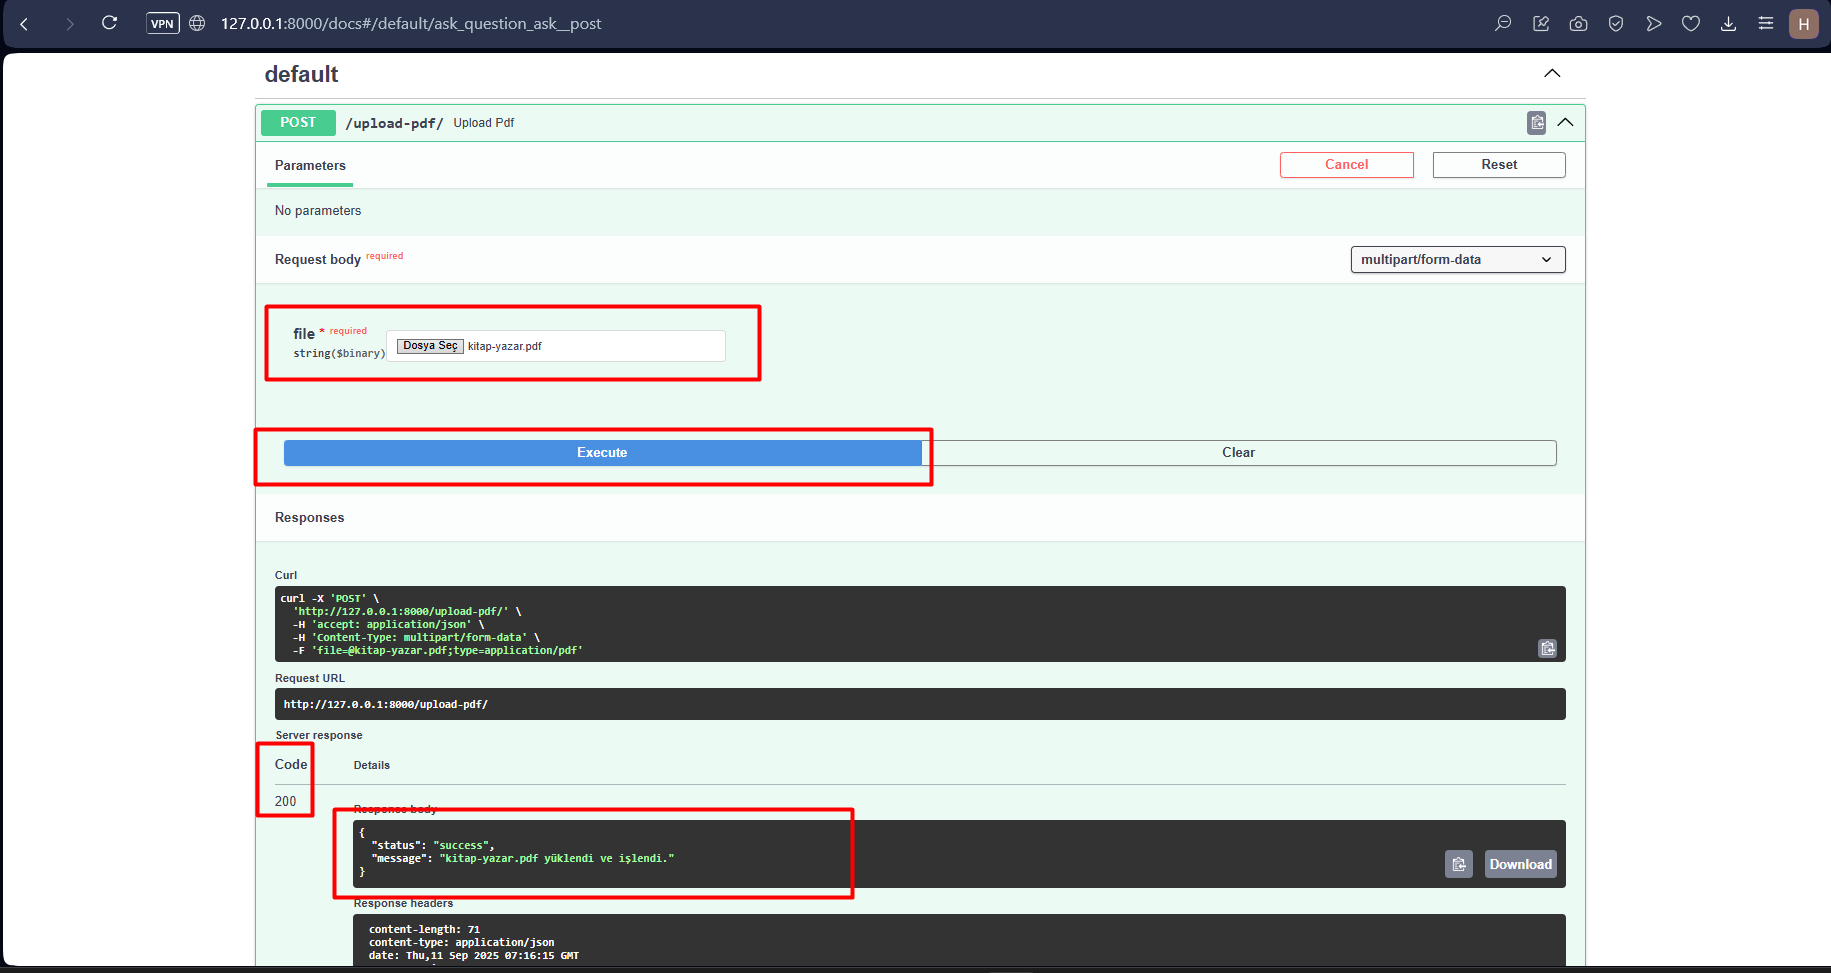 VPN
127.0.0.1:8000/docs#/default/ask_question_ask__post
H
default
POST /upload-pdf/ Upload Pdf
Parameters
Cancel
Reset
No parameters
Request body required
multipart/form-data
file * required
string($binary)
Dosya Seç kitap-yazar.pdf
Execute
Clear
Responses
Curl
curl -X 'POST' \
'http://127.0.0.1:8000/upload-pdf/' \
-H 'accept: application/json' \
-H 'Content-Type: multipart/form-data' \
-F 'file=@kitap-yazar.pdf;type=application/pdf'
Request URL
http://127.0.0.1:8000/upload-pdf/
Server response
Code Details
200
Response body
{
"status": "success",
"message": "kitap-yazar.pdf yüklendi ve işlendi."
}
Download
Response headers
content-length: 71
content-type: application/json
date: Thu,11 Sep 2025 07:16:15 GMT